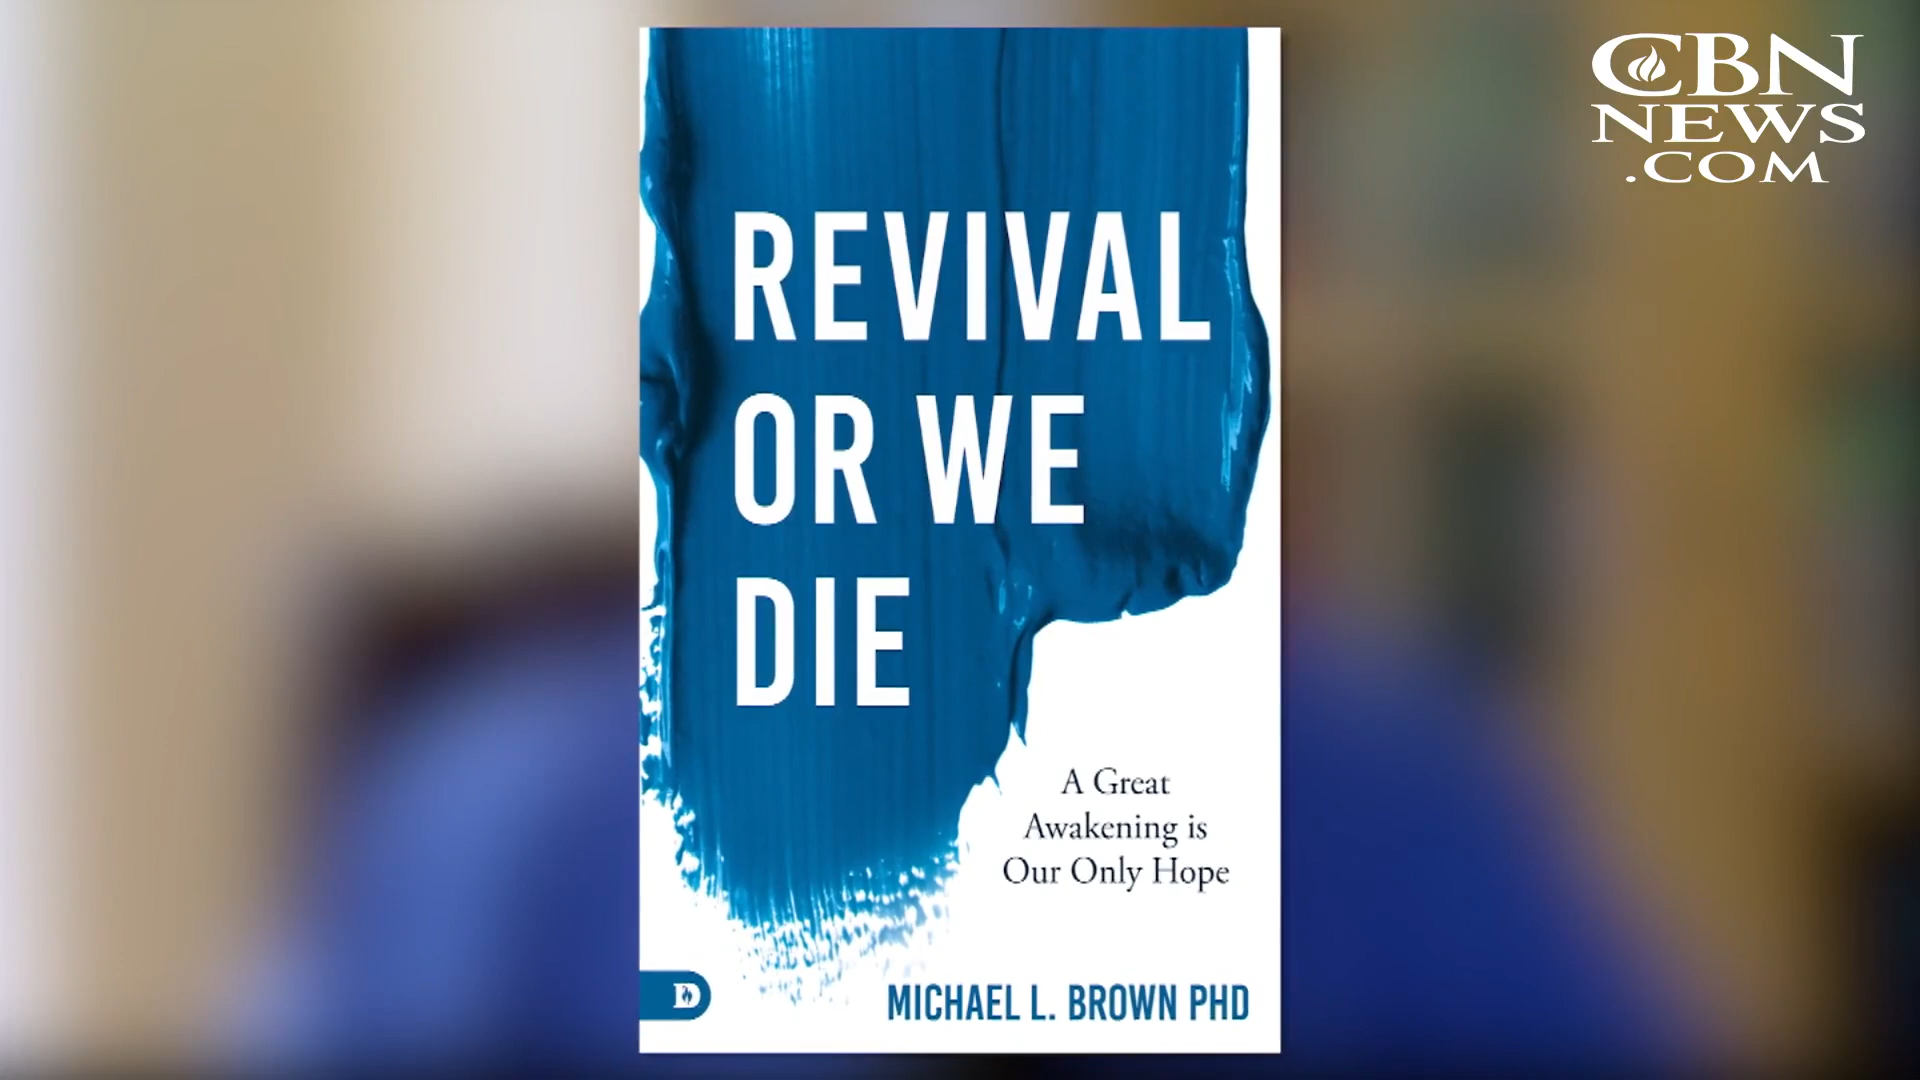 CBN
NEWS
.COM
REVIVAL
OR WE
DIE
A Great
Awakening is
Our Only Hope
D
MICHAEL L. BROWN PHD